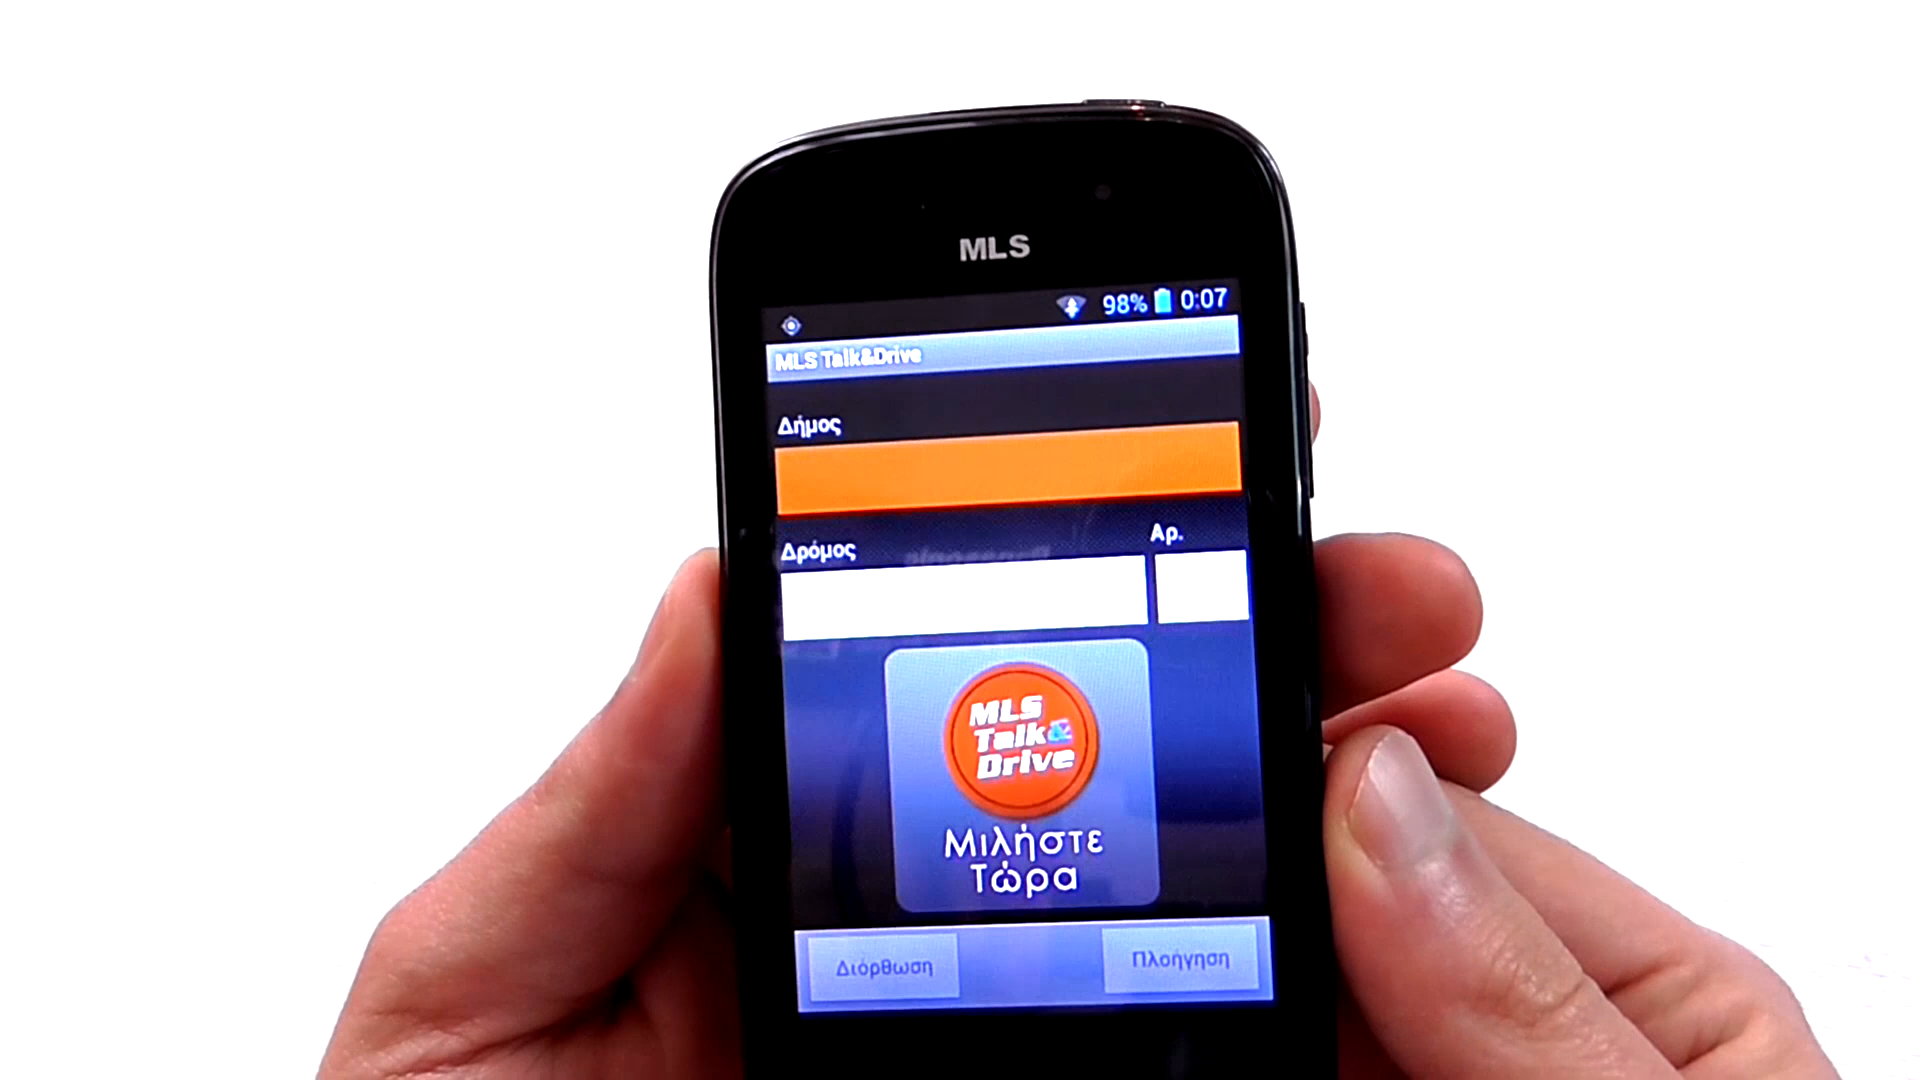 MLS
98% 0:07
MLS Talk&Drive
Δήμος
Δρόμος Αρ.
MLS
Talk&
Drive
Μιλήστε
Τώρα
Διόρθωση Πλοήγηση